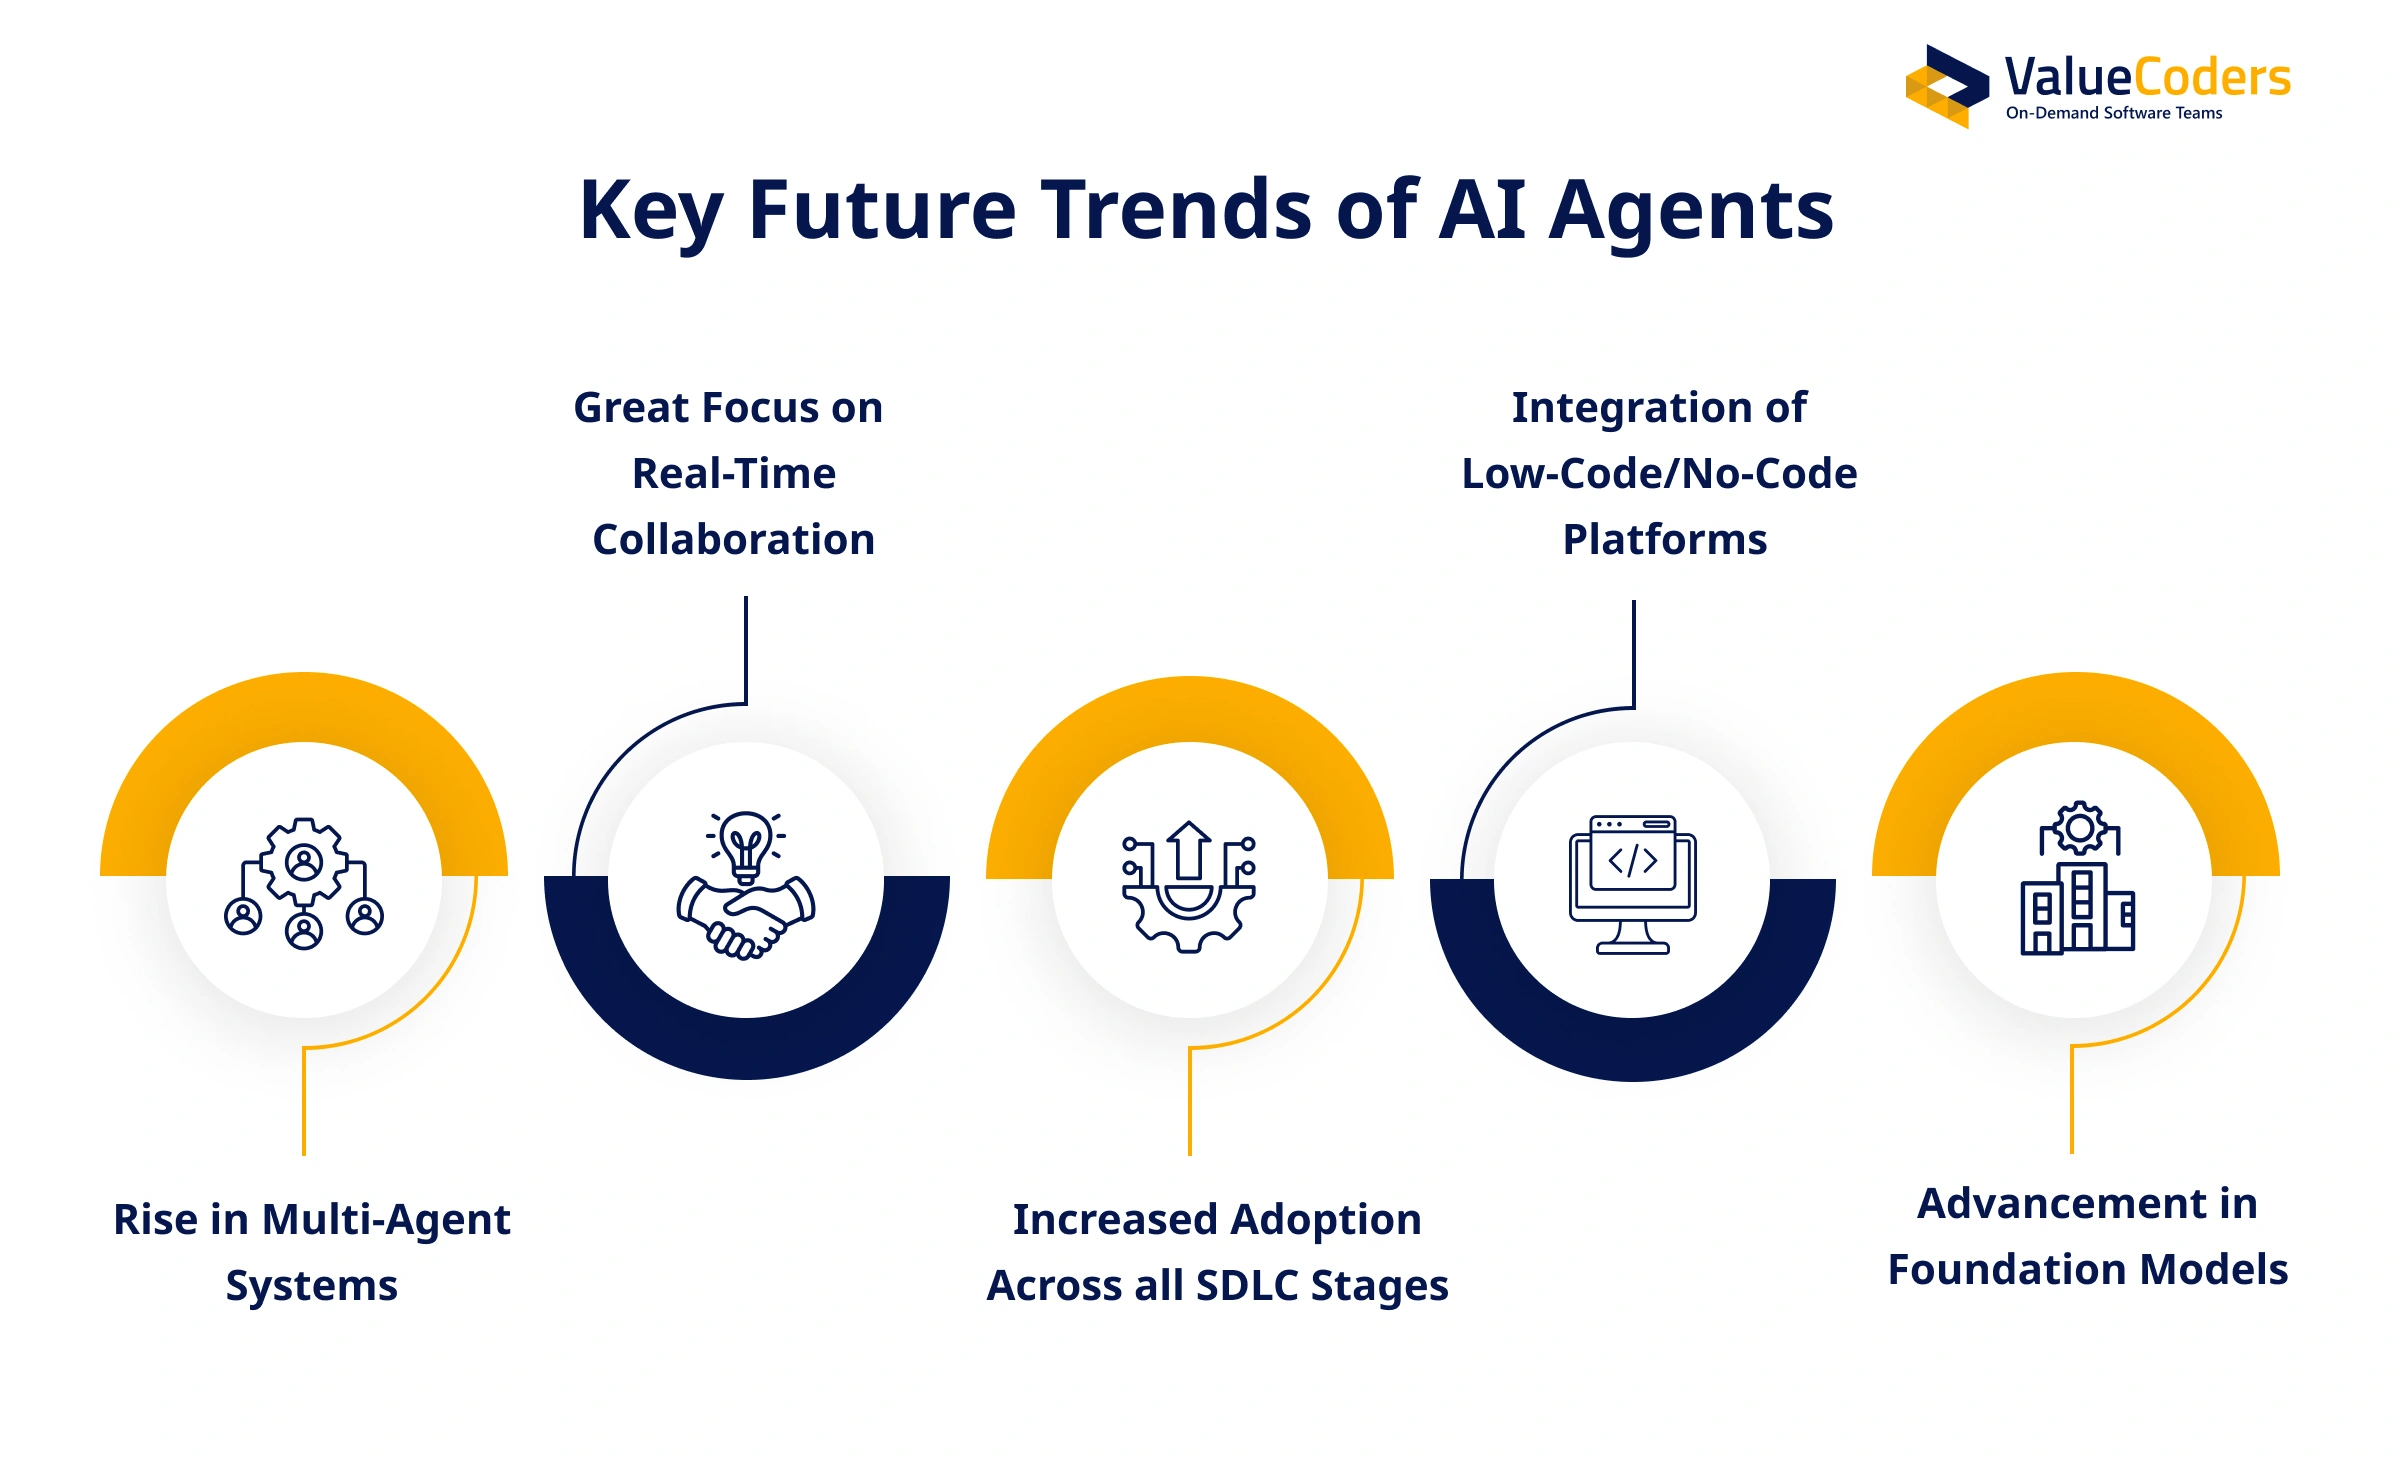 ValueCoders
On-Demand Software Teams
Key Future Trends of AI Agents
Great Focus on
Real-Time
Collaboration
Integration of
Low-Code/No-Code
Platforms
</>
Rise in Multi-Agent
Systems
Increased Adoption
Across all SDLC Stages
Advancement in
Foundation Models